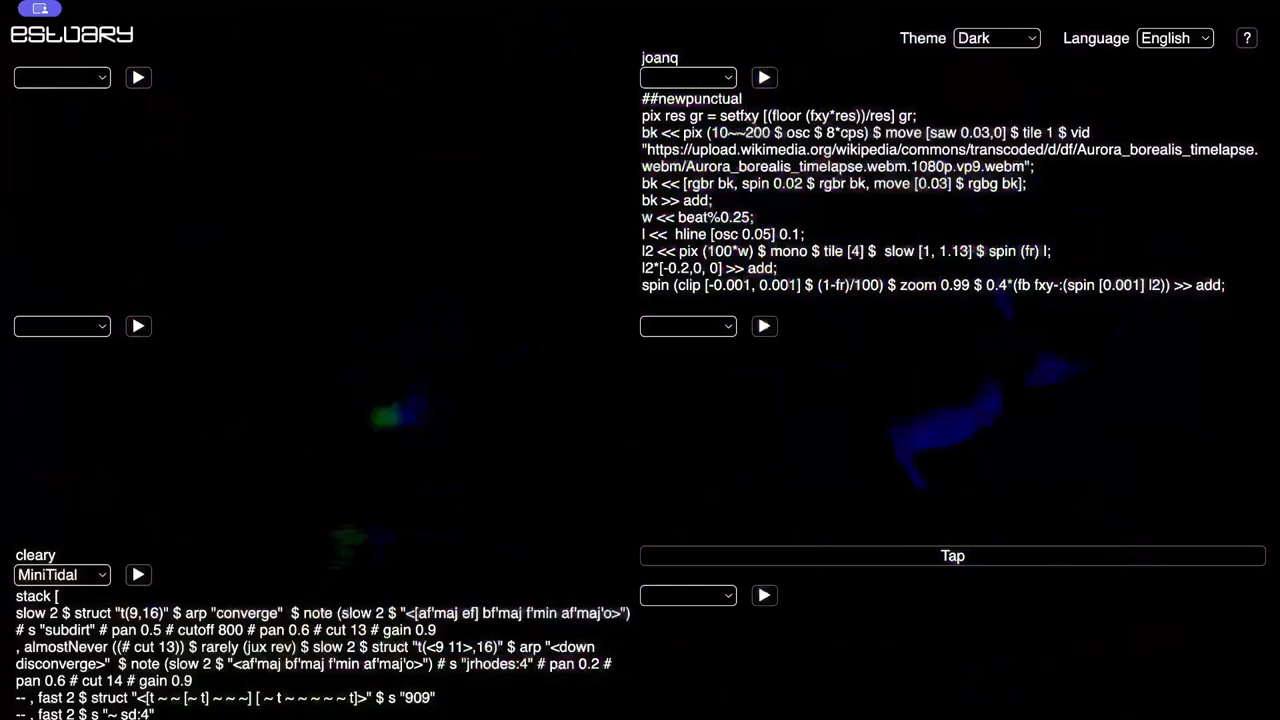 estuary
Theme Dark Language English ?
joanq
##newpunctual
pix res gr = setfxy [(floor (fxy*res))/res] gr;
bk << pix (10~~200 $ osc $ 8*cps) $ move [saw 0.03,0] $ tile 1 $ vid
"https://upload.wikimedia.org/wikipedia/commons/transcoded/d/df/Aurora_borealis_timelapse.
webm/Aurora_borealis_timelapse.webm.1080p.vp9.webm";
bk << [rgbr bk, spin 0.02 $ rgbr bk, move [0.03] $ rgbg bk];
bk >> add;
w << beat%0.25;
l <<  hline [osc 0.05] 0.1;
l2 << pix (100*w) $ mono $ tile [4] $  slow [1, 1.13] $ spin (fr) l;
l2*[-0.2,0, 0] >> add;
spin (clip [-0.001, 0.001] $ (1-fr)/100) $ zoom 0.99 $ 0.4*(fb fxy-:(spin [0.001] l2)) >> add;
Tap
cleary
MiniTidal
stack [
slow 2 $ struct "t(9,16)" $ arp "converge"  $ note (slow 2 $ "<[af'maj ef] bf'maj f'min af'maj'o>")
# s "subdirt" # pan 0.5 # cutoff 800 # pan 0.6 # cut 13 # gain 0.9
, almostNever ((# cut 13)) $ rarely (jux rev) $ slow 2 $ struct "t(<9 11>,16)" $ arp "<down
disconverge>"  $ note (slow 2 $ "<af'maj bf'maj f'min af'maj'o>") # s "jrhodes:4" # pan 0.2 #
pan 0.6 # cut 14 # gain 0.9
-- , fast 2 $ struct "<[t ~ ~ [~ t] ~ ~ ~] [ ~ t ~ ~ ~ ~ ~ t]>" $ s "909"
-- , fast 2 $ s "~ sd:4"